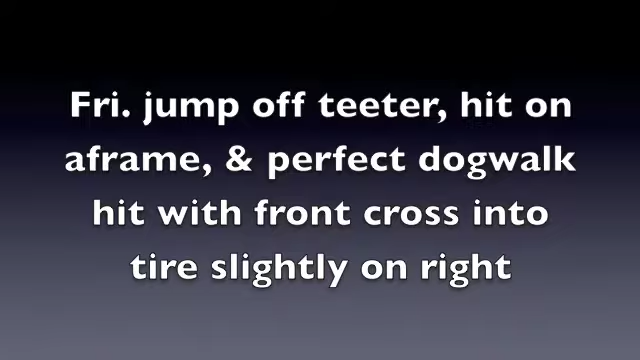 Fri. jump off teeter, hit on
aframe, & perfect dogwalk
hit with front cross into
tire slightly on right